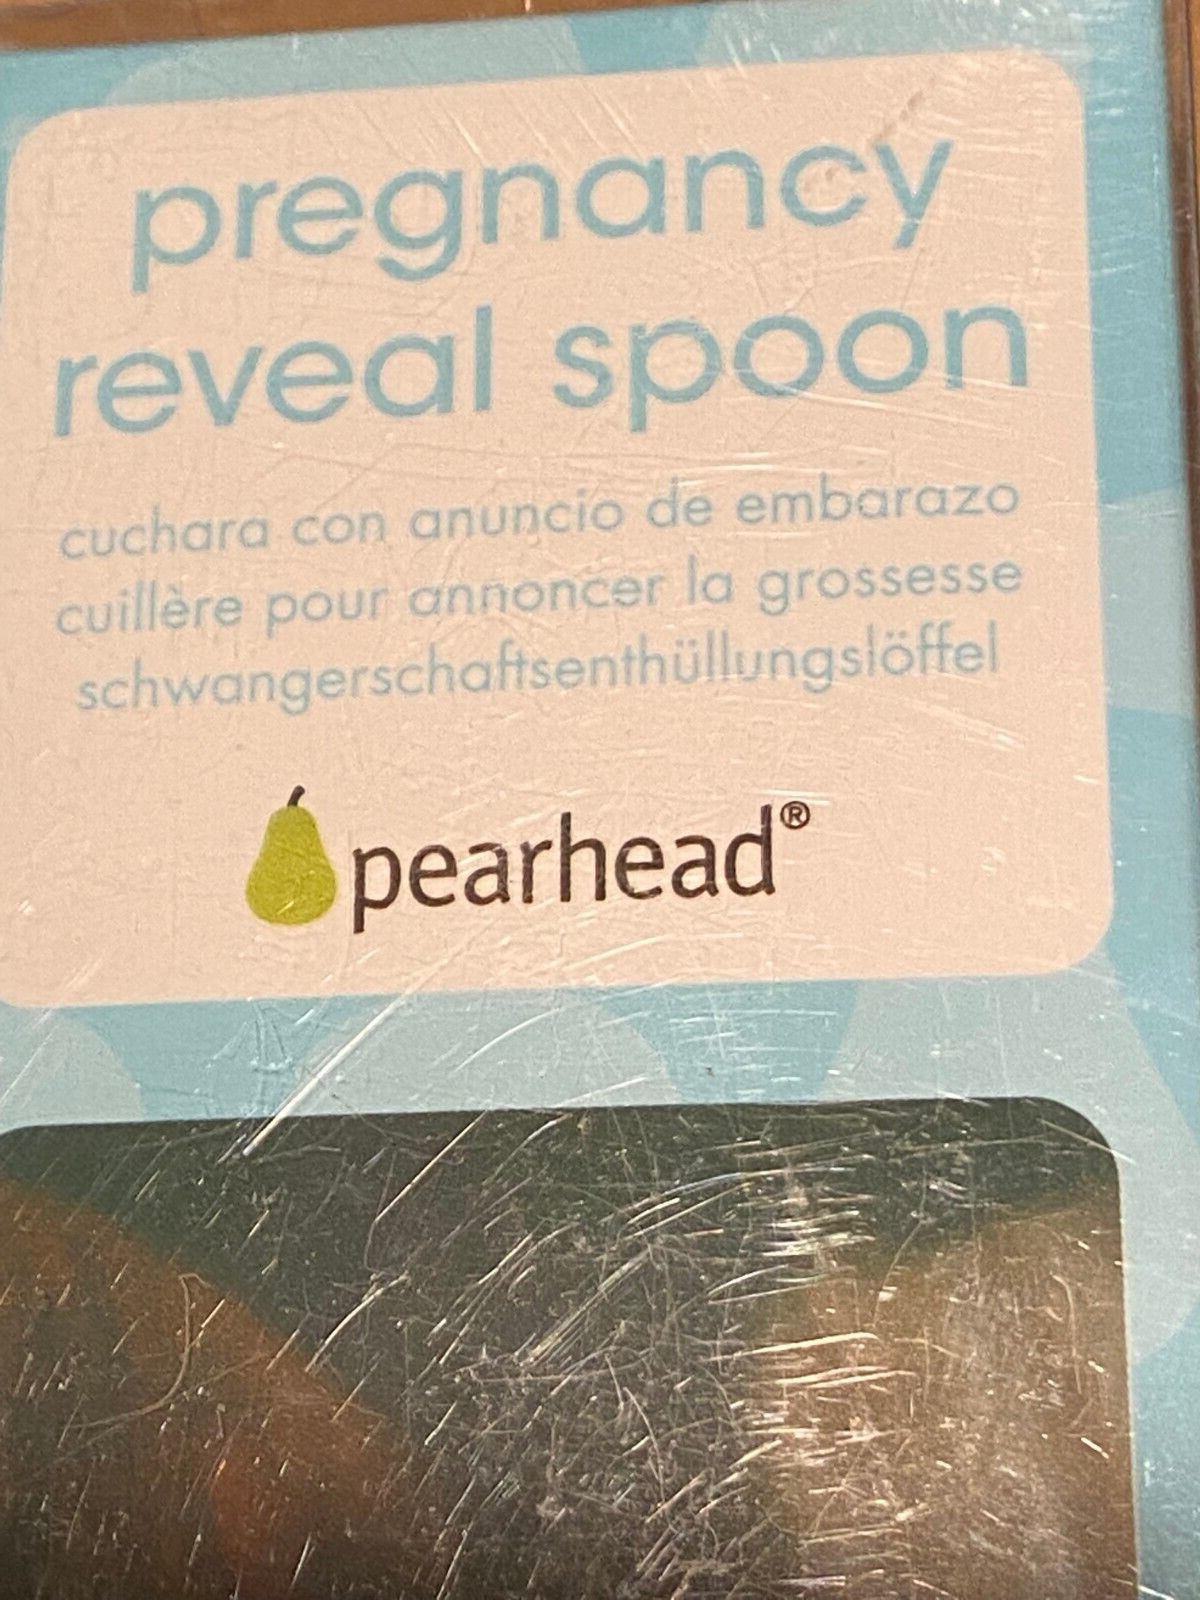 pregnancy
reveal spoon
cuchara con anuncio de embarazo
cuillère pour annoncer la grossesse
schwangerschaftsenthüllungslöffel
pearhead®